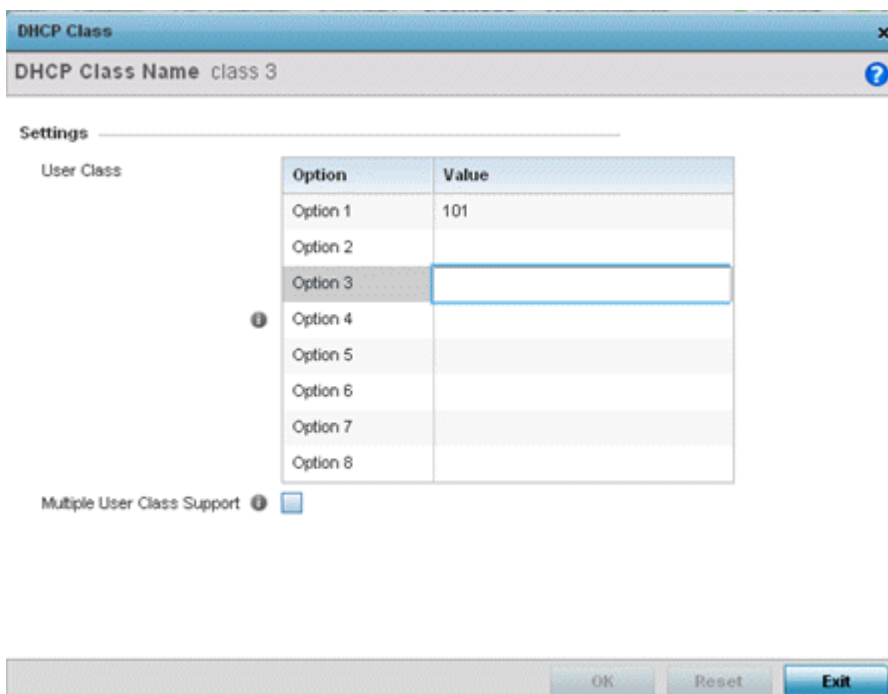 DHCP Class
DHCP Class Name class 3
Settings
User Class
Option Value
Option 1 101
Option 2
Option 3
Option 4
Option 5
Option 6
Option 7
Option 8
Multiple User Class Support
OK Reset Exit